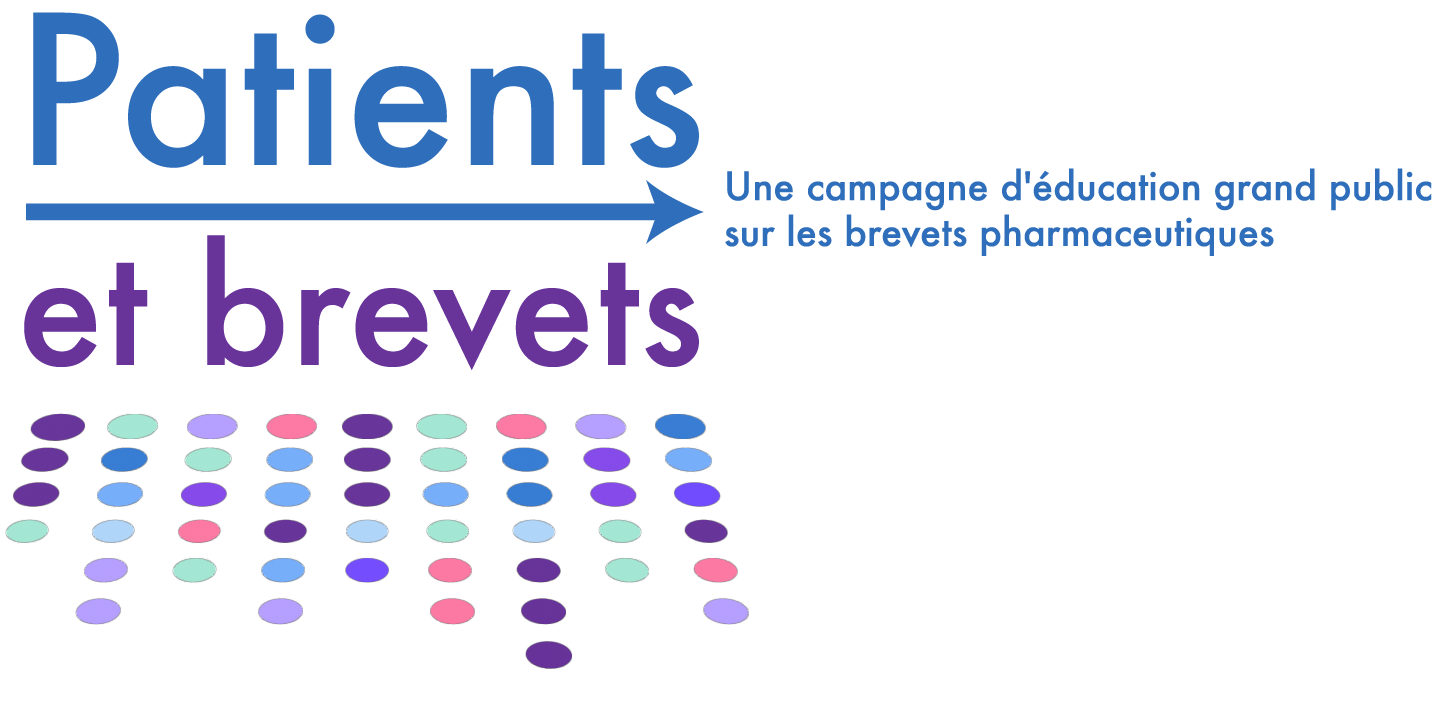 Patients
et brevets
Une campagne d'éducation grand public
sur les brevets pharmaceutiques